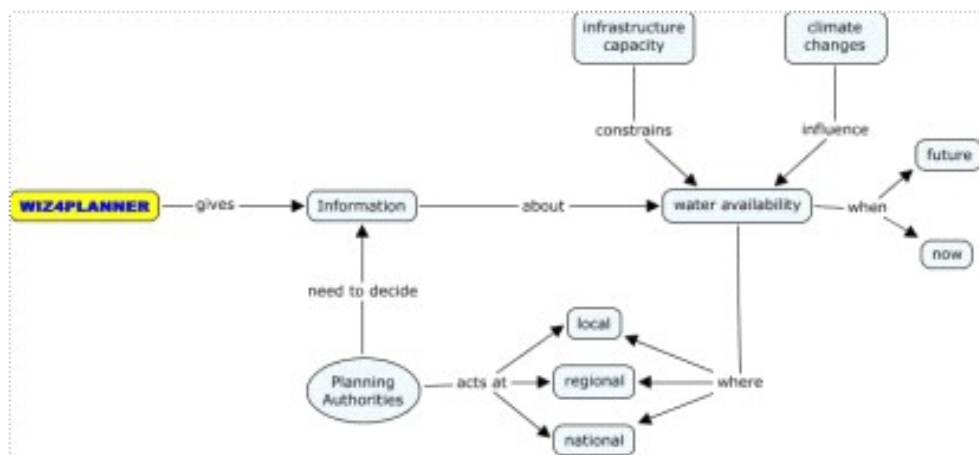 infrastructure
capacity
climate
changes
constrains
influence
future
WIZ4PLANNER
gives
Information
about
water availability
when
now
need to decide
local
Planning
Authorities
acts at
regional
where
national